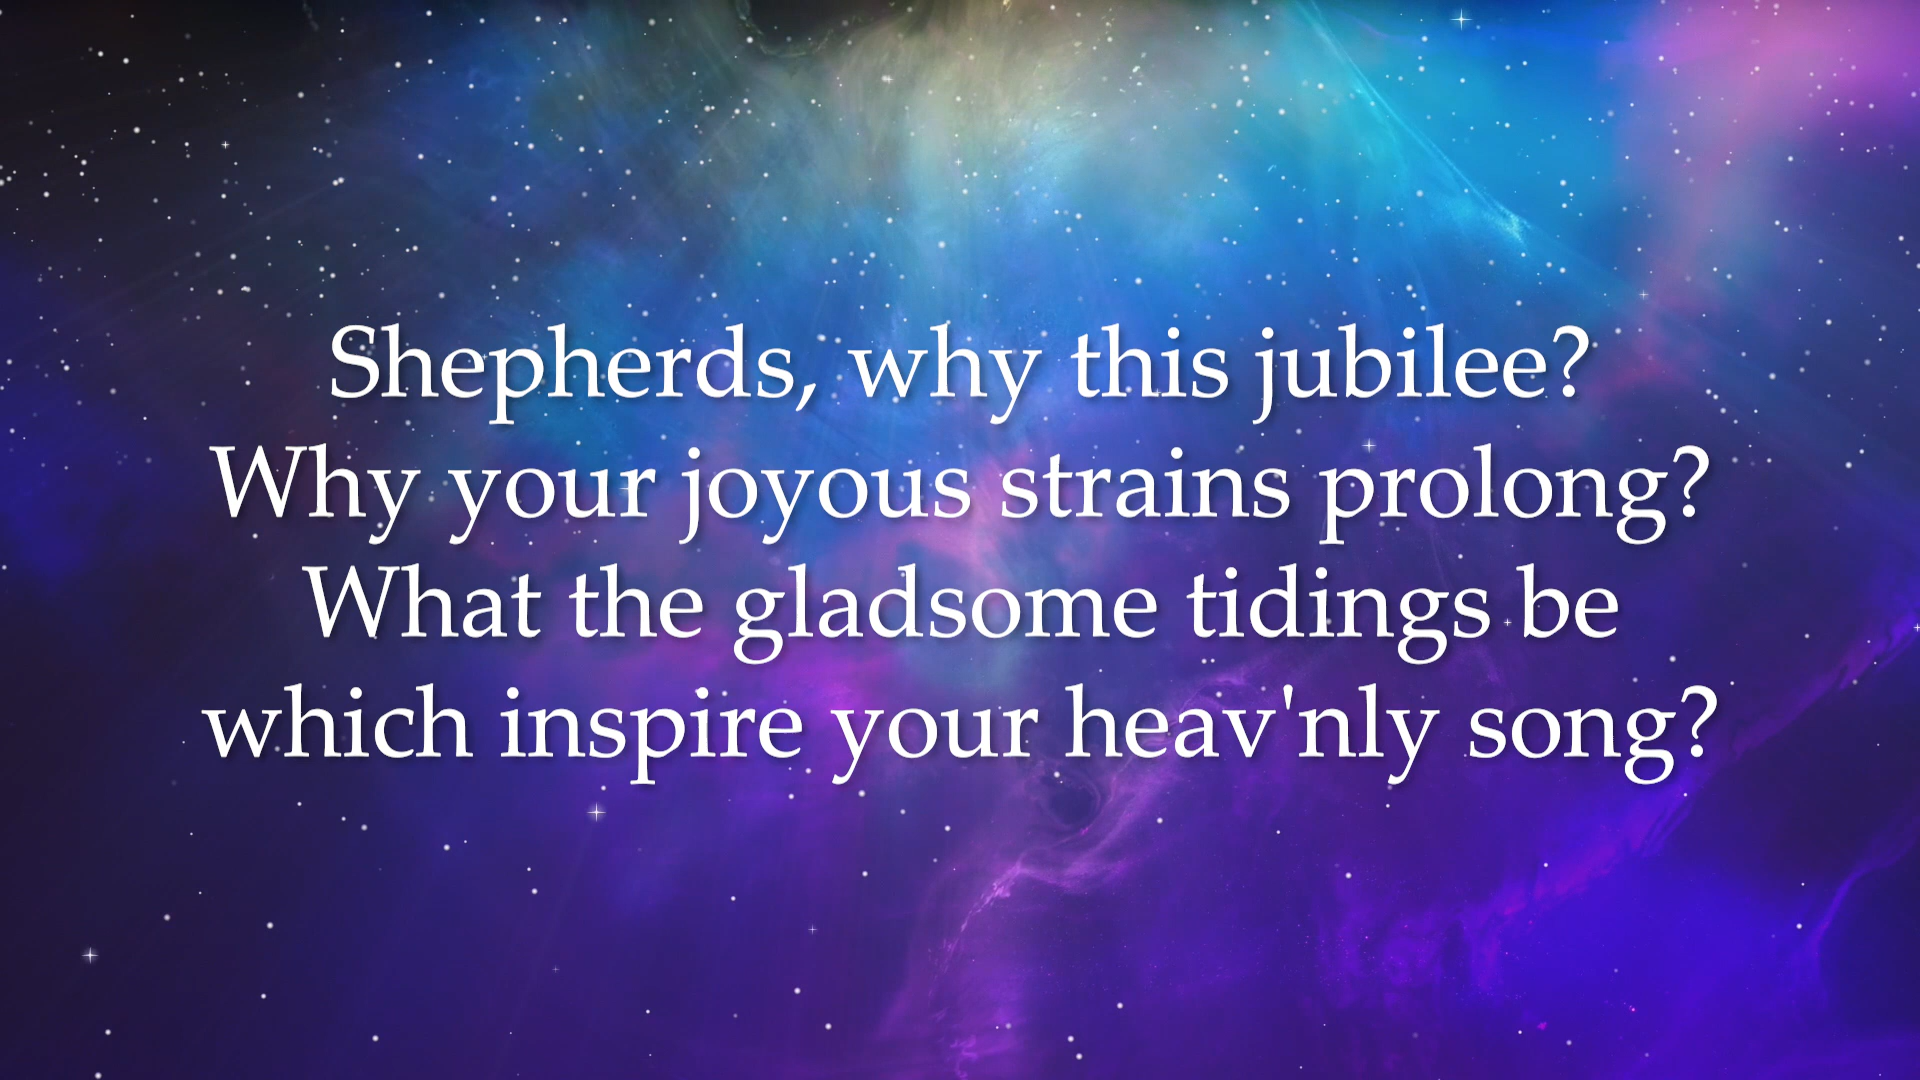 Shepherds, why this jubilee?
Why your joyous strains prolong?
What the gladsome tidings be
which inspire your heav'nly song?